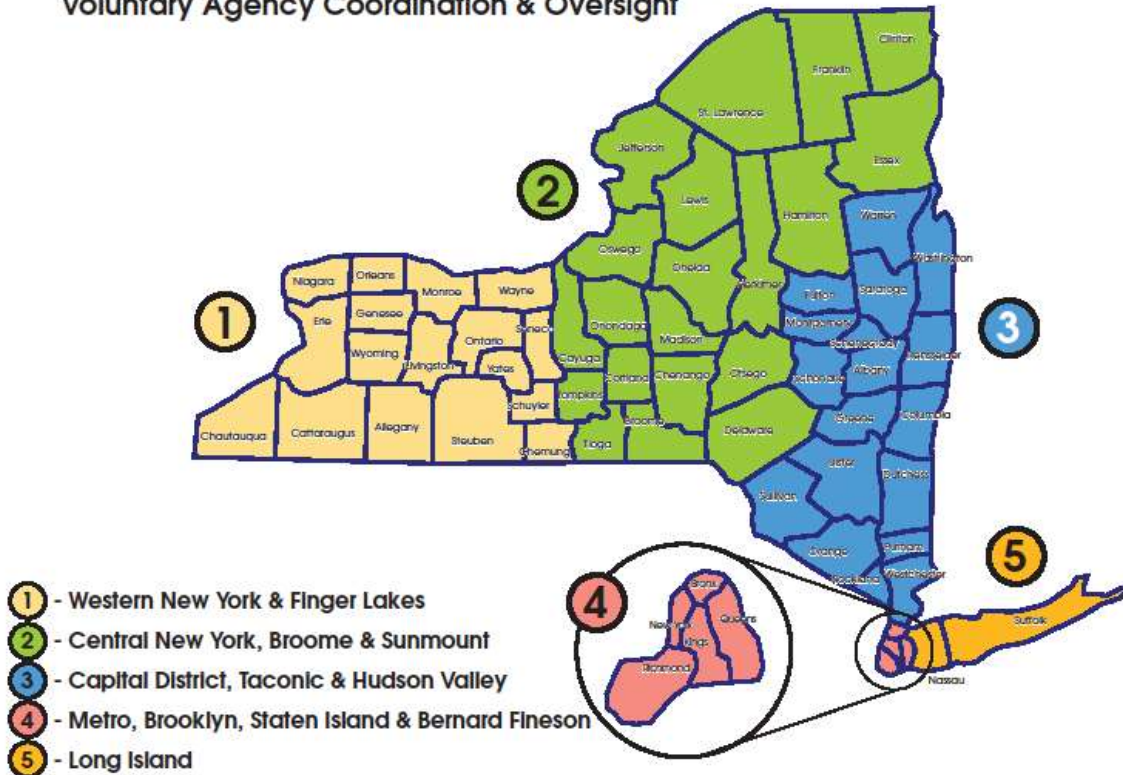 Voluntary Agency Coordination & Oversight
Clinton
Franklin
St. Lawrence
Jefferson
Essex
2
Lewis
Hamilton
Warren
Oswego
Washington
Oneida
Niagara
Orleans
Herkimer
Monroe
Wayne
Fulton
Saratoga
1
Erie
Genesee
Seneca
Onondaga
Montgomery
3
Ontario
Madison
Schenectady
Wyoming
Cayuga
Rensselaer
Livingston
Yates
Cortland
Chenango
Otsego
Schoharie
Albany
Tompkins
Schuyler
Greene
Columbia
Chautauqua
Cattaraugus
Allegany
Steuben
Broome
Delaware
Chemung
Tioga
Ulster
Dutchess
Sullivan
Orange
Putnam
5
Rockland
Westchester
4
Bronx
New York
Queens
Suffolk
Kings
Richmond
Nassau
1 - Western New York & Finger Lakes
2 - Central New York, Broome & Sunmount
3 - Capital District, Taconic & Hudson Valley
4 - Metro, Brooklyn, Staten Island & Bernard Fineson
5 - Long Island